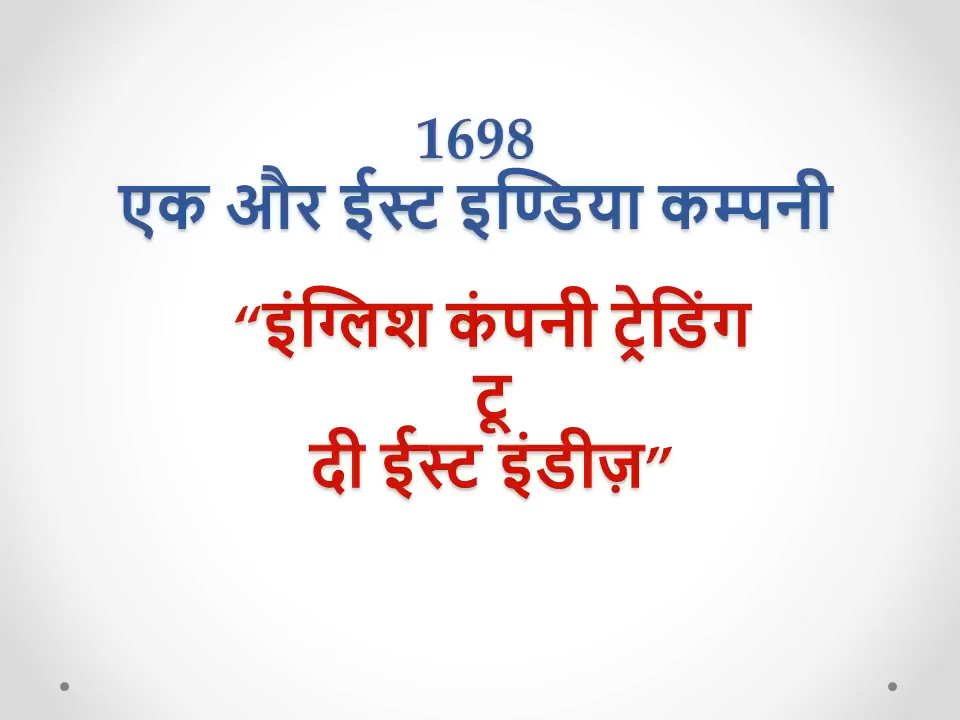 1698
एक और ईस्ट इण्डिया कम्पनी
“इंग्लिश कंपनी ट्रेडिंग
टू
दी ईस्ट इंडीज़”